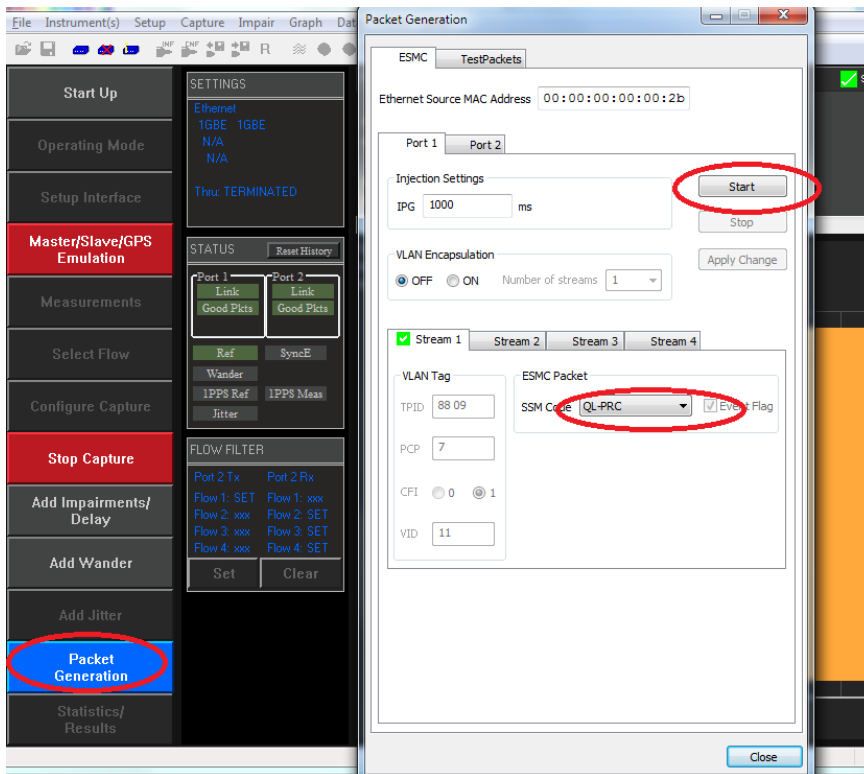 File Instrument(s) Setup Capture Impair Graph Dat
R
Start Up
Operating Mode
Setup Interface
Master/Slave/GPS
Emulation
Measurements
Select Flow
Configure Capture
Stop Capture
Add Impairments/
Delay
Add Wander
Add Jitter
Packet
Generation
Statistics/
Results
SETTINGS
Ethernet
1GBE 1GBE
N/A
N/A
Thru: TERMINATED
STATUS Reset History
Port 1 Port 2
Link Link
Good Pkts Good Pkts
Ref SyncE
Wander
1PPS Ref 1PPS Meas
Jitter
FLOW FILTER
Port 2 Tx Port 2 Rx
Flow 1: SET Flow 1: xxx
Flow 2: xxx Flow 2: SET
Flow 3: xxx Flow 3: SET
Flow 4: xxx Flow 4: SET
Set Clear
Packet Generation
ESMC TestPackets
Ethernet Source MAC Address 00:00:00:00:00:2b
Port 1 Port 2
Injection Settings
IPG 1000 ms
Start
Stop
Apply Change
VLAN Encapsulation
OFF ON Number of streams 1
Stream 1 Stream 2 Stream 3 Stream 4
VLAN Tag
TPID 88 09
PCP 7
CFI 0 1
VID 11
ESMC Packet
SSM Code QL-PRC Event Flag
Close